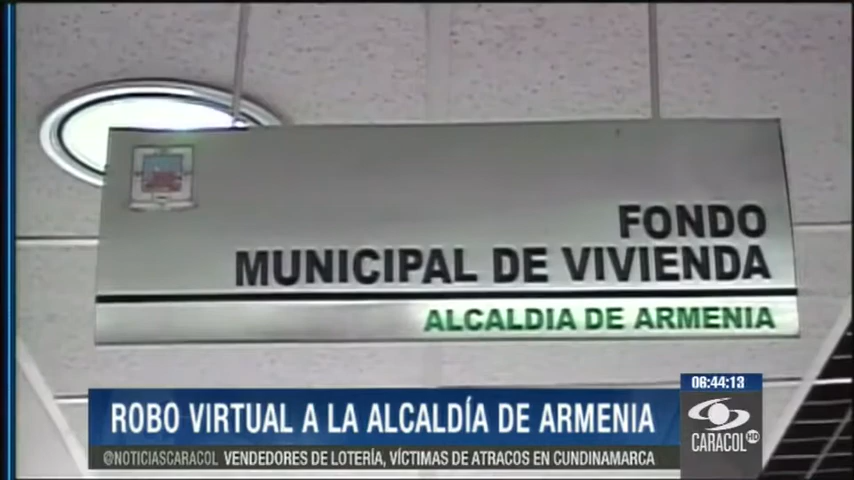 FONDO
MUNICIPAL DE VIVIENDA
ALCALDIA DE ARMENIA
06:44:13
ROBO VIRTUAL A LA ALCALDÍA DE ARMENIA
CARACOL HD
@NOTICIASCARACOL VENDEDORES DE LOTERÍA, VÍCTIMAS DE ATRACOS EN CUNDINAMARCA